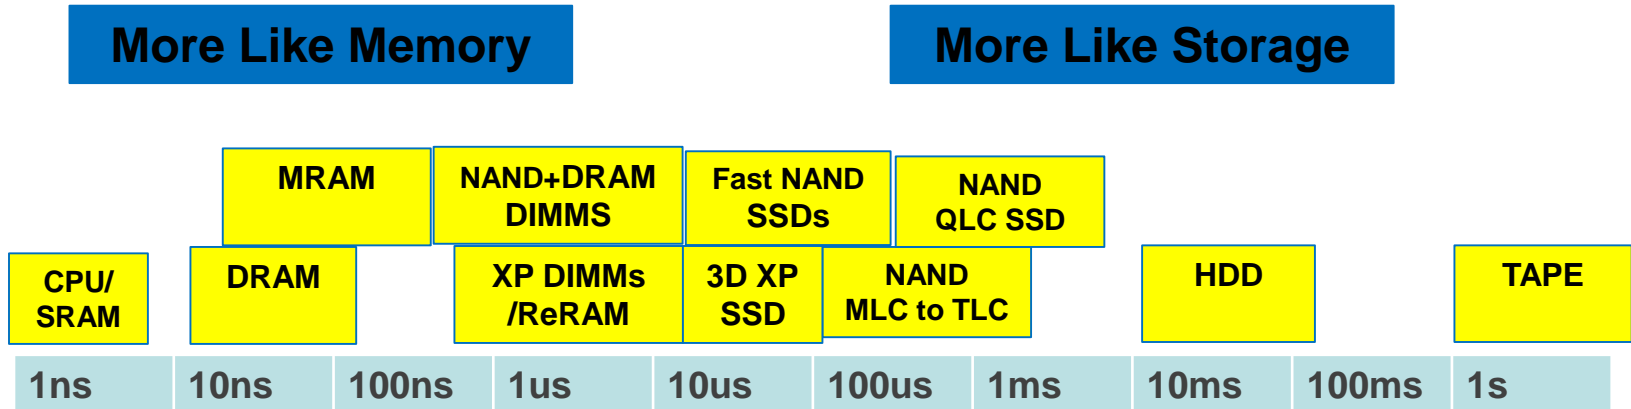 More Like Memory
More Like Storage
MRAM
NAND+DRAM
DIMMS
Fast NAND
SSDs
NAND
QLC SSD
CPU/
SRAM
DRAM
XP DIMMs
/ReRAM
3D XP
SSD
NAND
MLC to TLC
HDD
TAPE
1ns
10ns
100ns
1us
10us
100us
1ms
10ms
100ms
1s